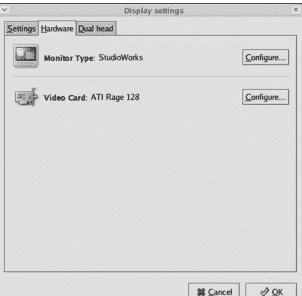 Display settings
Settings Hardware Dual head
Monitor Type: StudioWorks Configure...
Video Card: ATI Rage 128 Configure...
Cancel OK